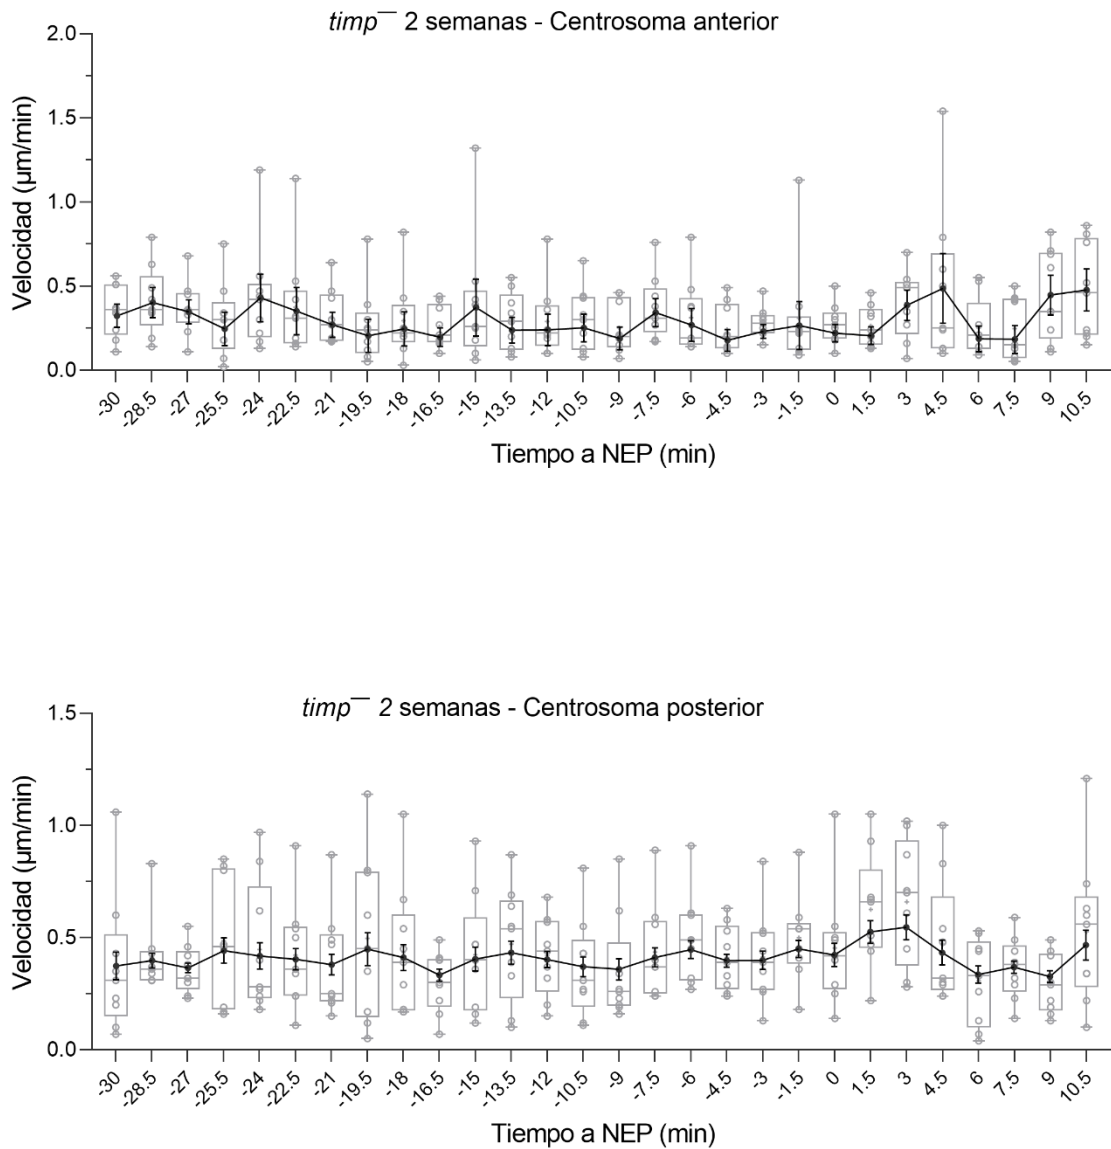 timp— 2 semanas - Centrosoma anterior
2.0
1.5
1.0
0.5
0.0
Velocidad (µm/min)
-30 -28.5 -27 -25.5 -24 -22.5 -21 -19.5 -18 -16.5 -15 -13.5 -12 -10.5 -9 -7.5 -6 -4.5 -3 -1.5 0 1.5 3 4.5 6 7.5 9 10.5
Tiempo a NEP (min)
timp— 2 semanas - Centrosoma posterior
1.5
1.0
0.5
0.0
Velocidad (µm/min)
-30 -28.5 -27 -25.5 -24 -22.5 -21 -19.5 -18 -16.5 -15 -13.5 -12 -10.5 -9 -7.5 -6 -4.5 -3 -1.5 0 1.5 3 4.5 6 7.5 9 10.5
Tiempo a NEP (min)